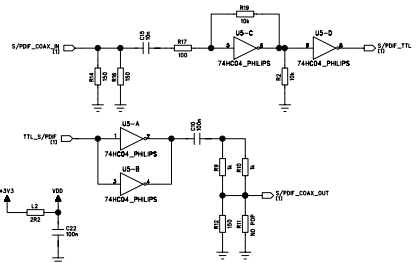 R19
10k
S/PDIF_COAX_IN
(1)
C15
10n
R17
100
U5-C
5
6
74HC04_PHILIPS
U5-D
9
8
74HC04_PHILIPS
S/PDIF_TTL
(1)
R14
150
R16
150
R2
10k
TTL_S/PDIF
(1)
U5-A
1
2
74HC04_PHILIPS
C10
100n
U5-B
3
4
74HC04_PHILIPS
R9
1k
R10
1k
S/PDIF_COAX_OUT
(1)
+3V3
L2
2R2
VDD
C22
100n
R12
150
R11
NO POP